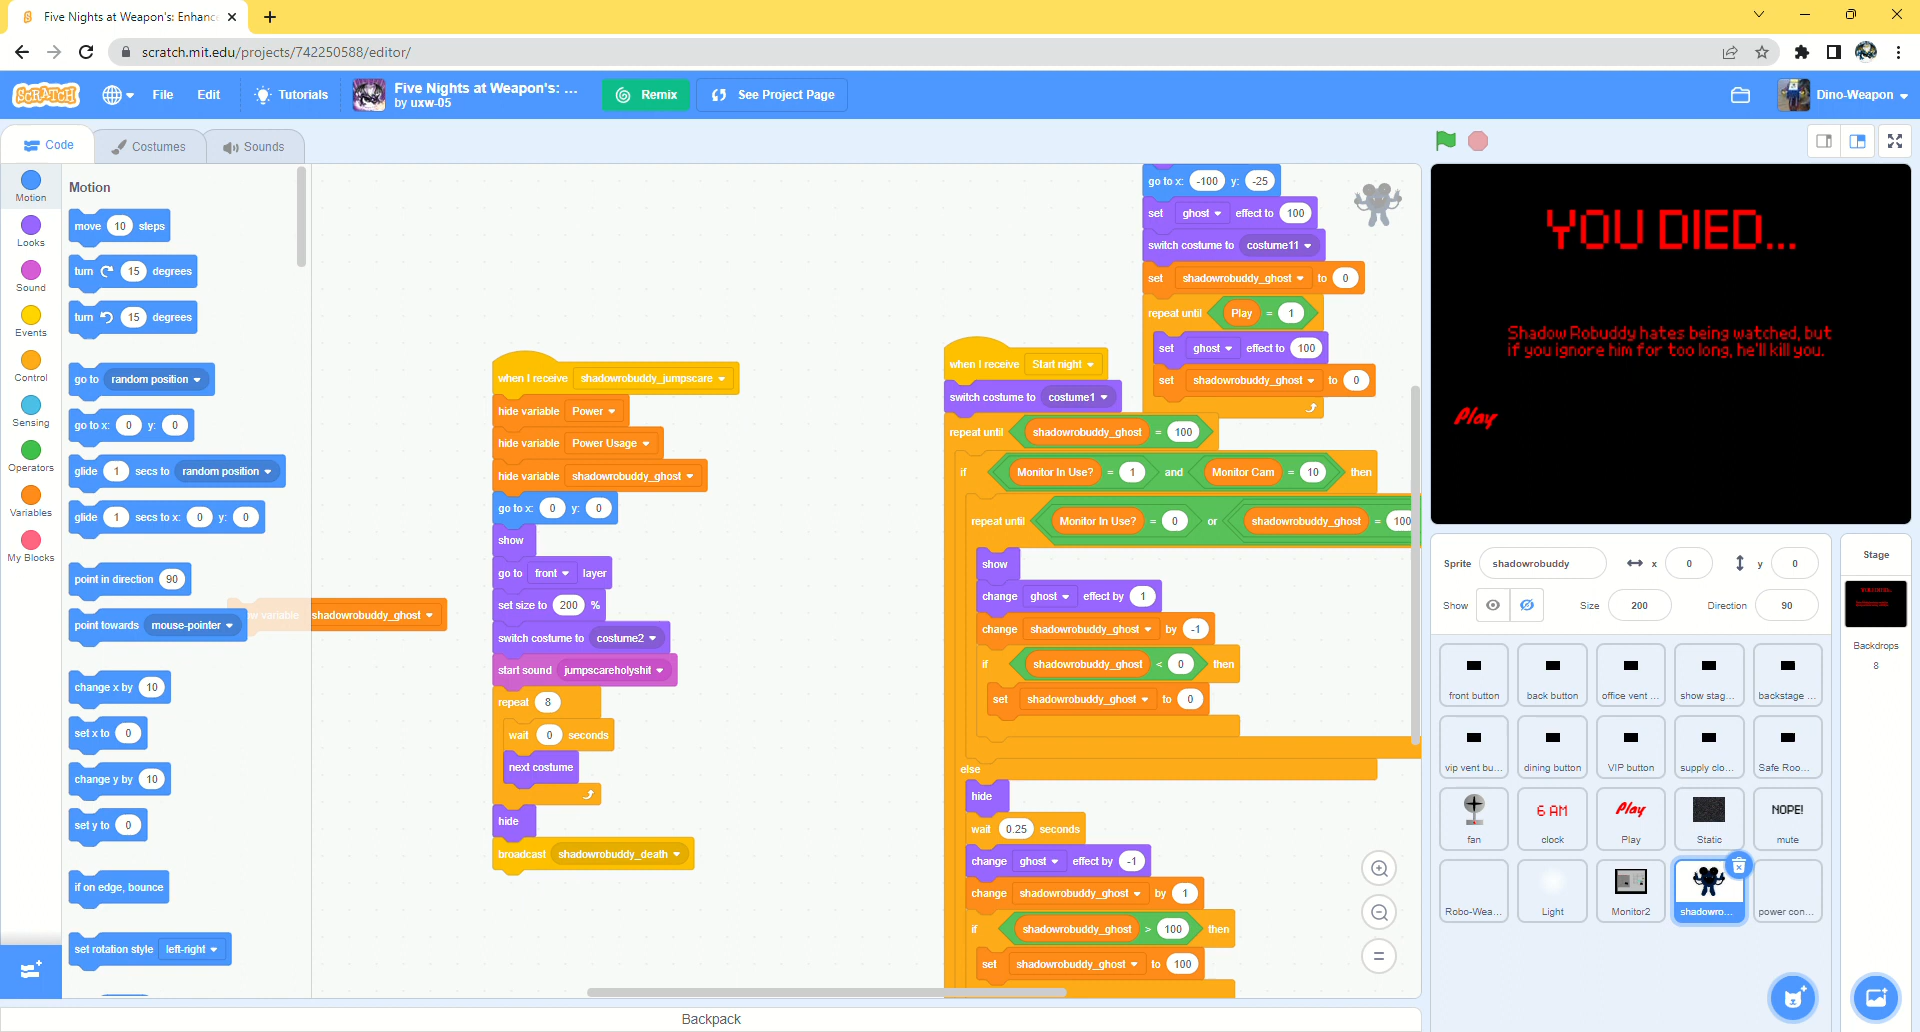 Five Nights at Weapon's: Enhanc
scratch.mit.edu/projects/742250588/editor/
SCRATCH
File
Edit
Tutorials
Five Nights at Weapon's: ...
by uxw-05
Remix
See Project Page
Dino-Weapon
Code
Costumes
Sounds
Motion
Looks
Sound
Events
Control
Sensing
Operators
Variables
My Blocks
Motion
move 10 steps
turn 15 degrees
turn 15 degrees
go to random position
go to x: 0 y: 0
glide 1 secs to random position
glide 1 secs to x: 0 y: 0
point in direction 90
point towards mouse-pointer
change x by 10
set x to 0
change y by 10
set y to 0
if on edge, bounce
set rotation style left-right
variable shadowrobuddy_ghost
when I receive shadowrobuddy_jumpscare
hide variable Power
hide variable Power Usage
hide variable shadowrobuddy_ghost
go to x: 0 y: 0
show
go to front layer
set size to 200 %
switch costume to costume2
start sound jumpscareholyshit
repeat 8
wait 0 seconds
next costume
hide
broadcast shadowrobuddy_death
go to x: -100 y: -25
set ghost effect to 100
switch costume to costume11
set shadowrobuddy_ghost to 0
repeat until Play = 1
set ghost effect to 100
set shadowrobuddy_ghost to 0
when I receive Start night
switch costume to costume1
repeat until shadowrobuddy_ghost = 100
if Monitor In Use? = 1 and Monitor Cam = 10 then
repeat until Monitor In Use? = 0 or shadowrobuddy_ghost = 100
show
change ghost effect by 1
change shadowrobuddy_ghost by -1
if shadowrobuddy_ghost < 0 then
set shadowrobuddy_ghost to 0
else
hide
wait 0.25 seconds
change ghost effect by -1
change shadowrobuddy_ghost by 1
if shadowrobuddy_ghost > 100 then
set shadowrobuddy_ghost to 100
Backpack
YOU DIED...
Shadow Robuddy hates being watched, but
if you ignore him for too long, he'll kill you.
Play
Sprite shadowrobuddy x 0 y 0
Show Size 200 Direction 90
front button
back button
office vent ...
show stag...
backstage ...
vip vent bu...
dining button
VIP button
supply clo...
Safe Roo...
6 AM
Play
NOPE!
fan
clock
Play
Static
mute
Robo-Wea...
Light
Monitor2
shadowro...
power con...
Stage
Backdrops
8